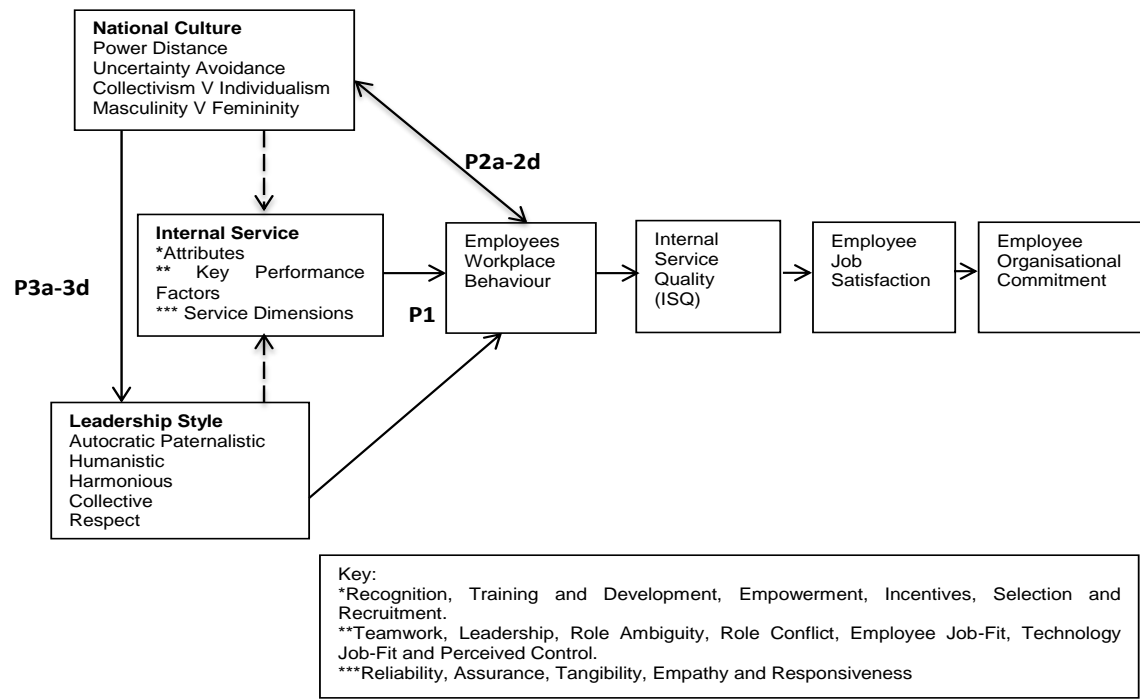 National Culture
Power Distance
Uncertainty Avoidance
Collectivism V Individualism
Masculinity V Femininity
P2a-2d
Internal Service
*Attributes
** Key Performance
Factors
*** Service Dimensions
Employees
Workplace
Behaviour
Internal
Service
Quality
(ISQ)
Employee
Job
Satisfaction
Employee
Organisational
Commitment
P3a-3d
P1
Leadership Style
Autocratic Paternalistic
Humanistic
Harmonious
Collective
Respect
Key:
*Recognition, Training and Development, Empowerment, Incentives, Selection and
Recruitment.
**Teamwork, Leadership, Role Ambiguity, Role Conflict, Employee Job-Fit, Technology
Job-Fit and Perceived Control.
***Reliability, Assurance, Tangibility, Empathy and Responsiveness